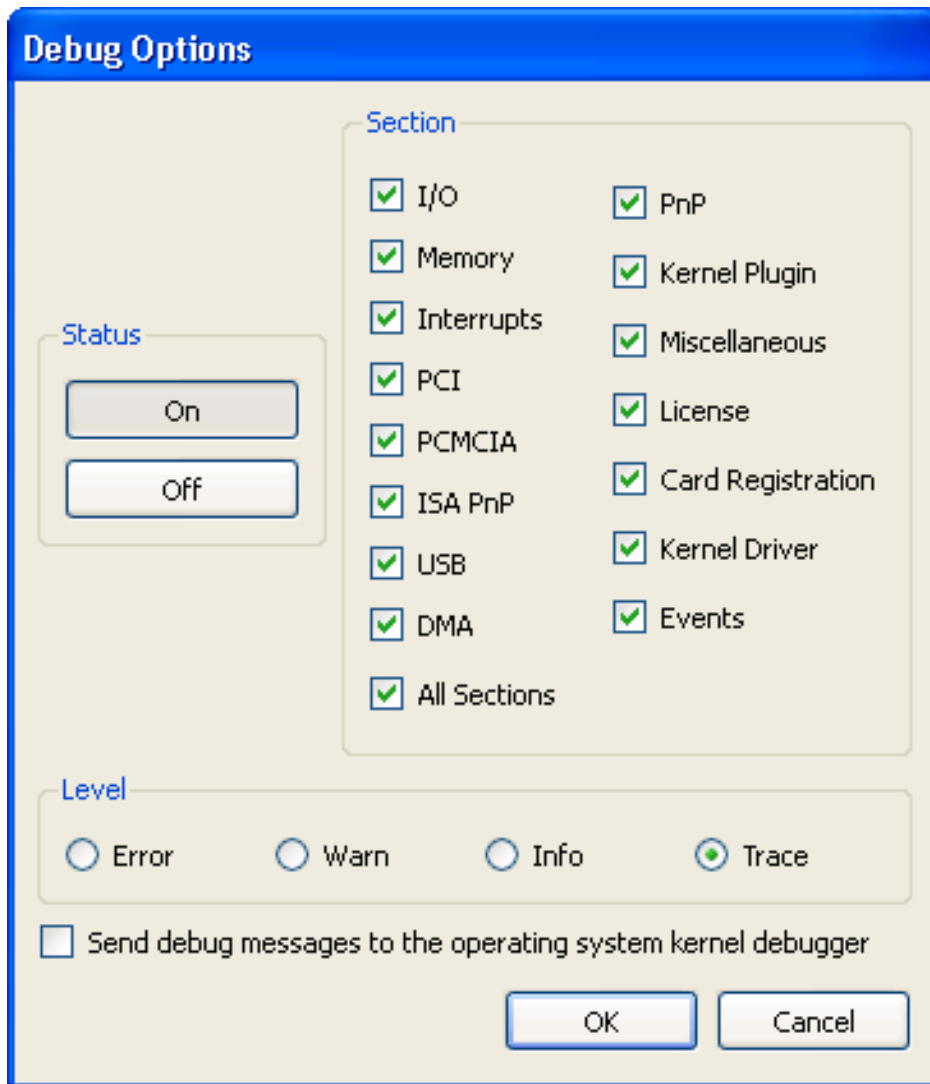 Debug Options
Section
I/O
Memory
Interrupts
PCI
PCMCIA
ISA PnP
USB
DMA
All Sections
PnP
Kernel Plugin
Miscellaneous
License
Card Registration
Kernel Driver
Events
Status
On
Off
Level
Error
Warn
Info
Trace
Send debug messages to the operating system kernel debugger
OK
Cancel